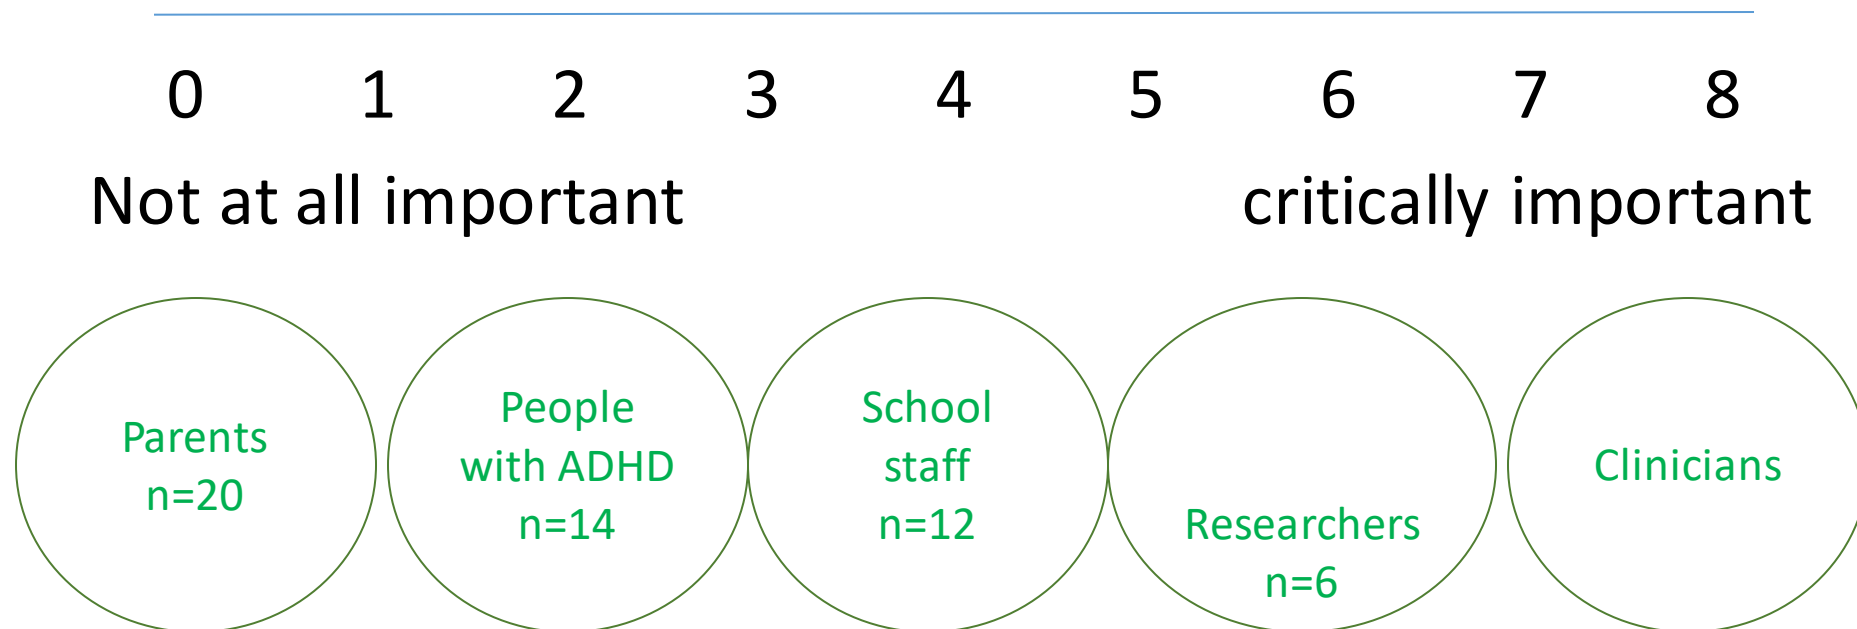 0 1 2 3 4 5 6 7 8
Not at all important critically important
Parents
n=20
People
with ADHD
n=14
School
staff
n=12
Researchers
n=6
Clinicians